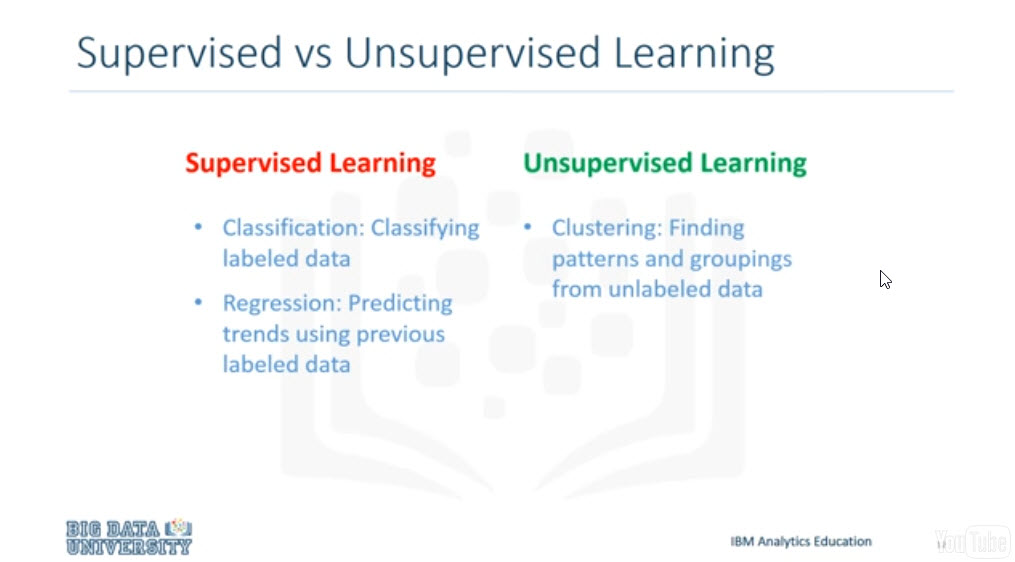 Supervised vs Unsupervised Learning
Supervised Learning
• Classification: Classifying
labeled data
• Regression: Predicting
trends using previous
labeled data
Unsupervised Learning
• Clustering: Finding
patterns and groupings
from unlabeled data
BIG DATA
UNIVERSITY
IBM Analytics Education
YouTube